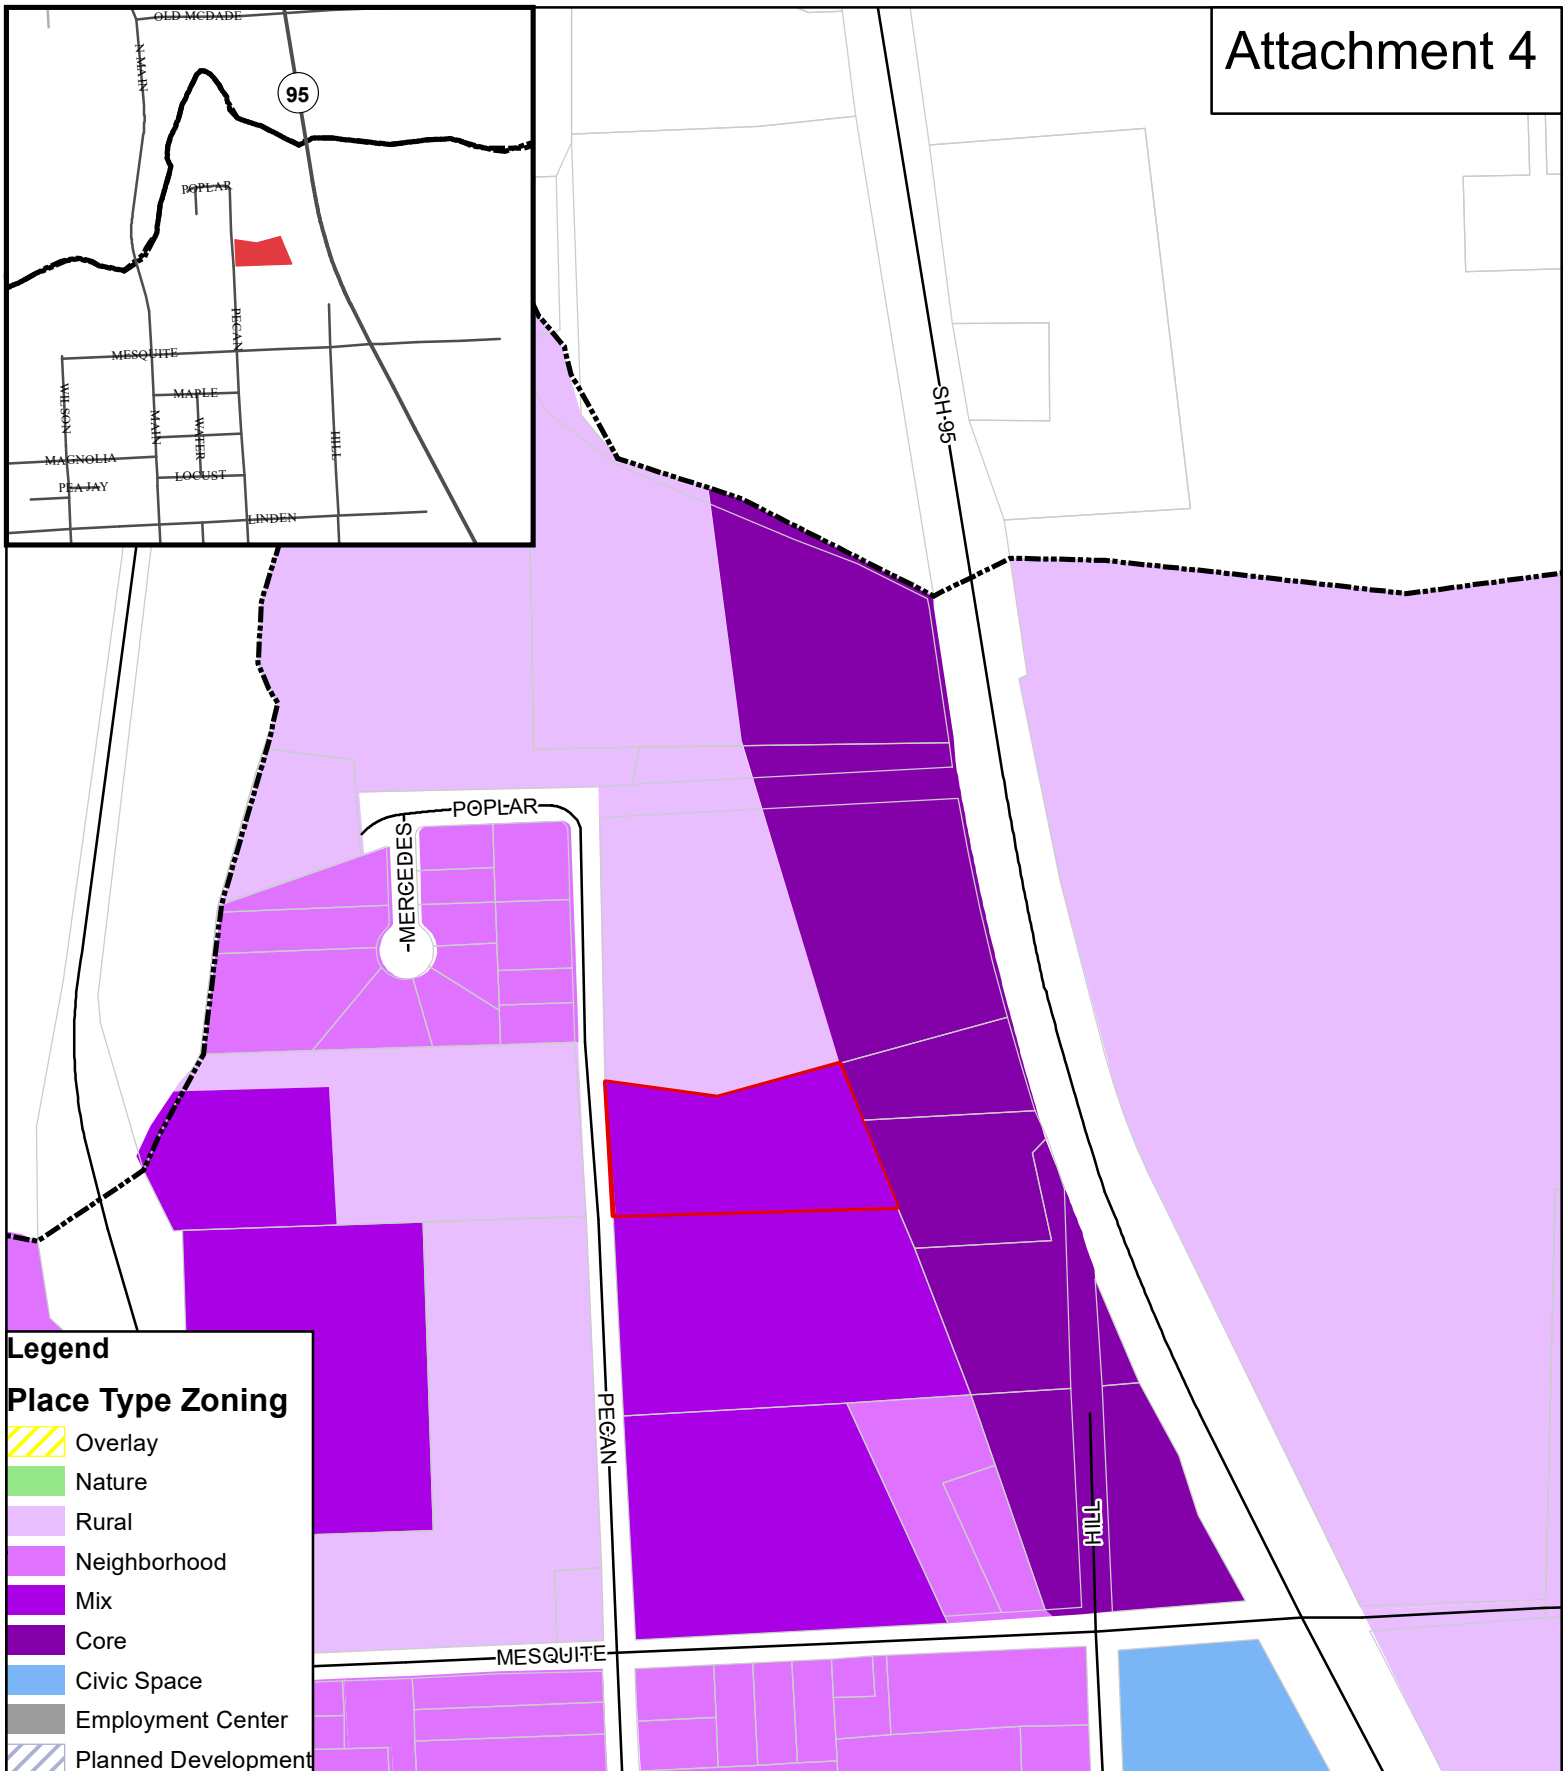 Attachment 4
OLD MCDADE
N MAIN
95
POPLAR
PECAN
MESQUITE
WILSON
MAPLE
MAIN
WATER
HILL
MAGNOLIA
PEA JAY
LOCUST
LINDEN
SH-95
POPLAR
MERCEDES
PECAN
HILL
MESQUITE
Legend
Place Type Zoning
Overlay
Nature
Rural
Neighborhood
Mix
Core
Civic Space
Employment Center
Planned Development